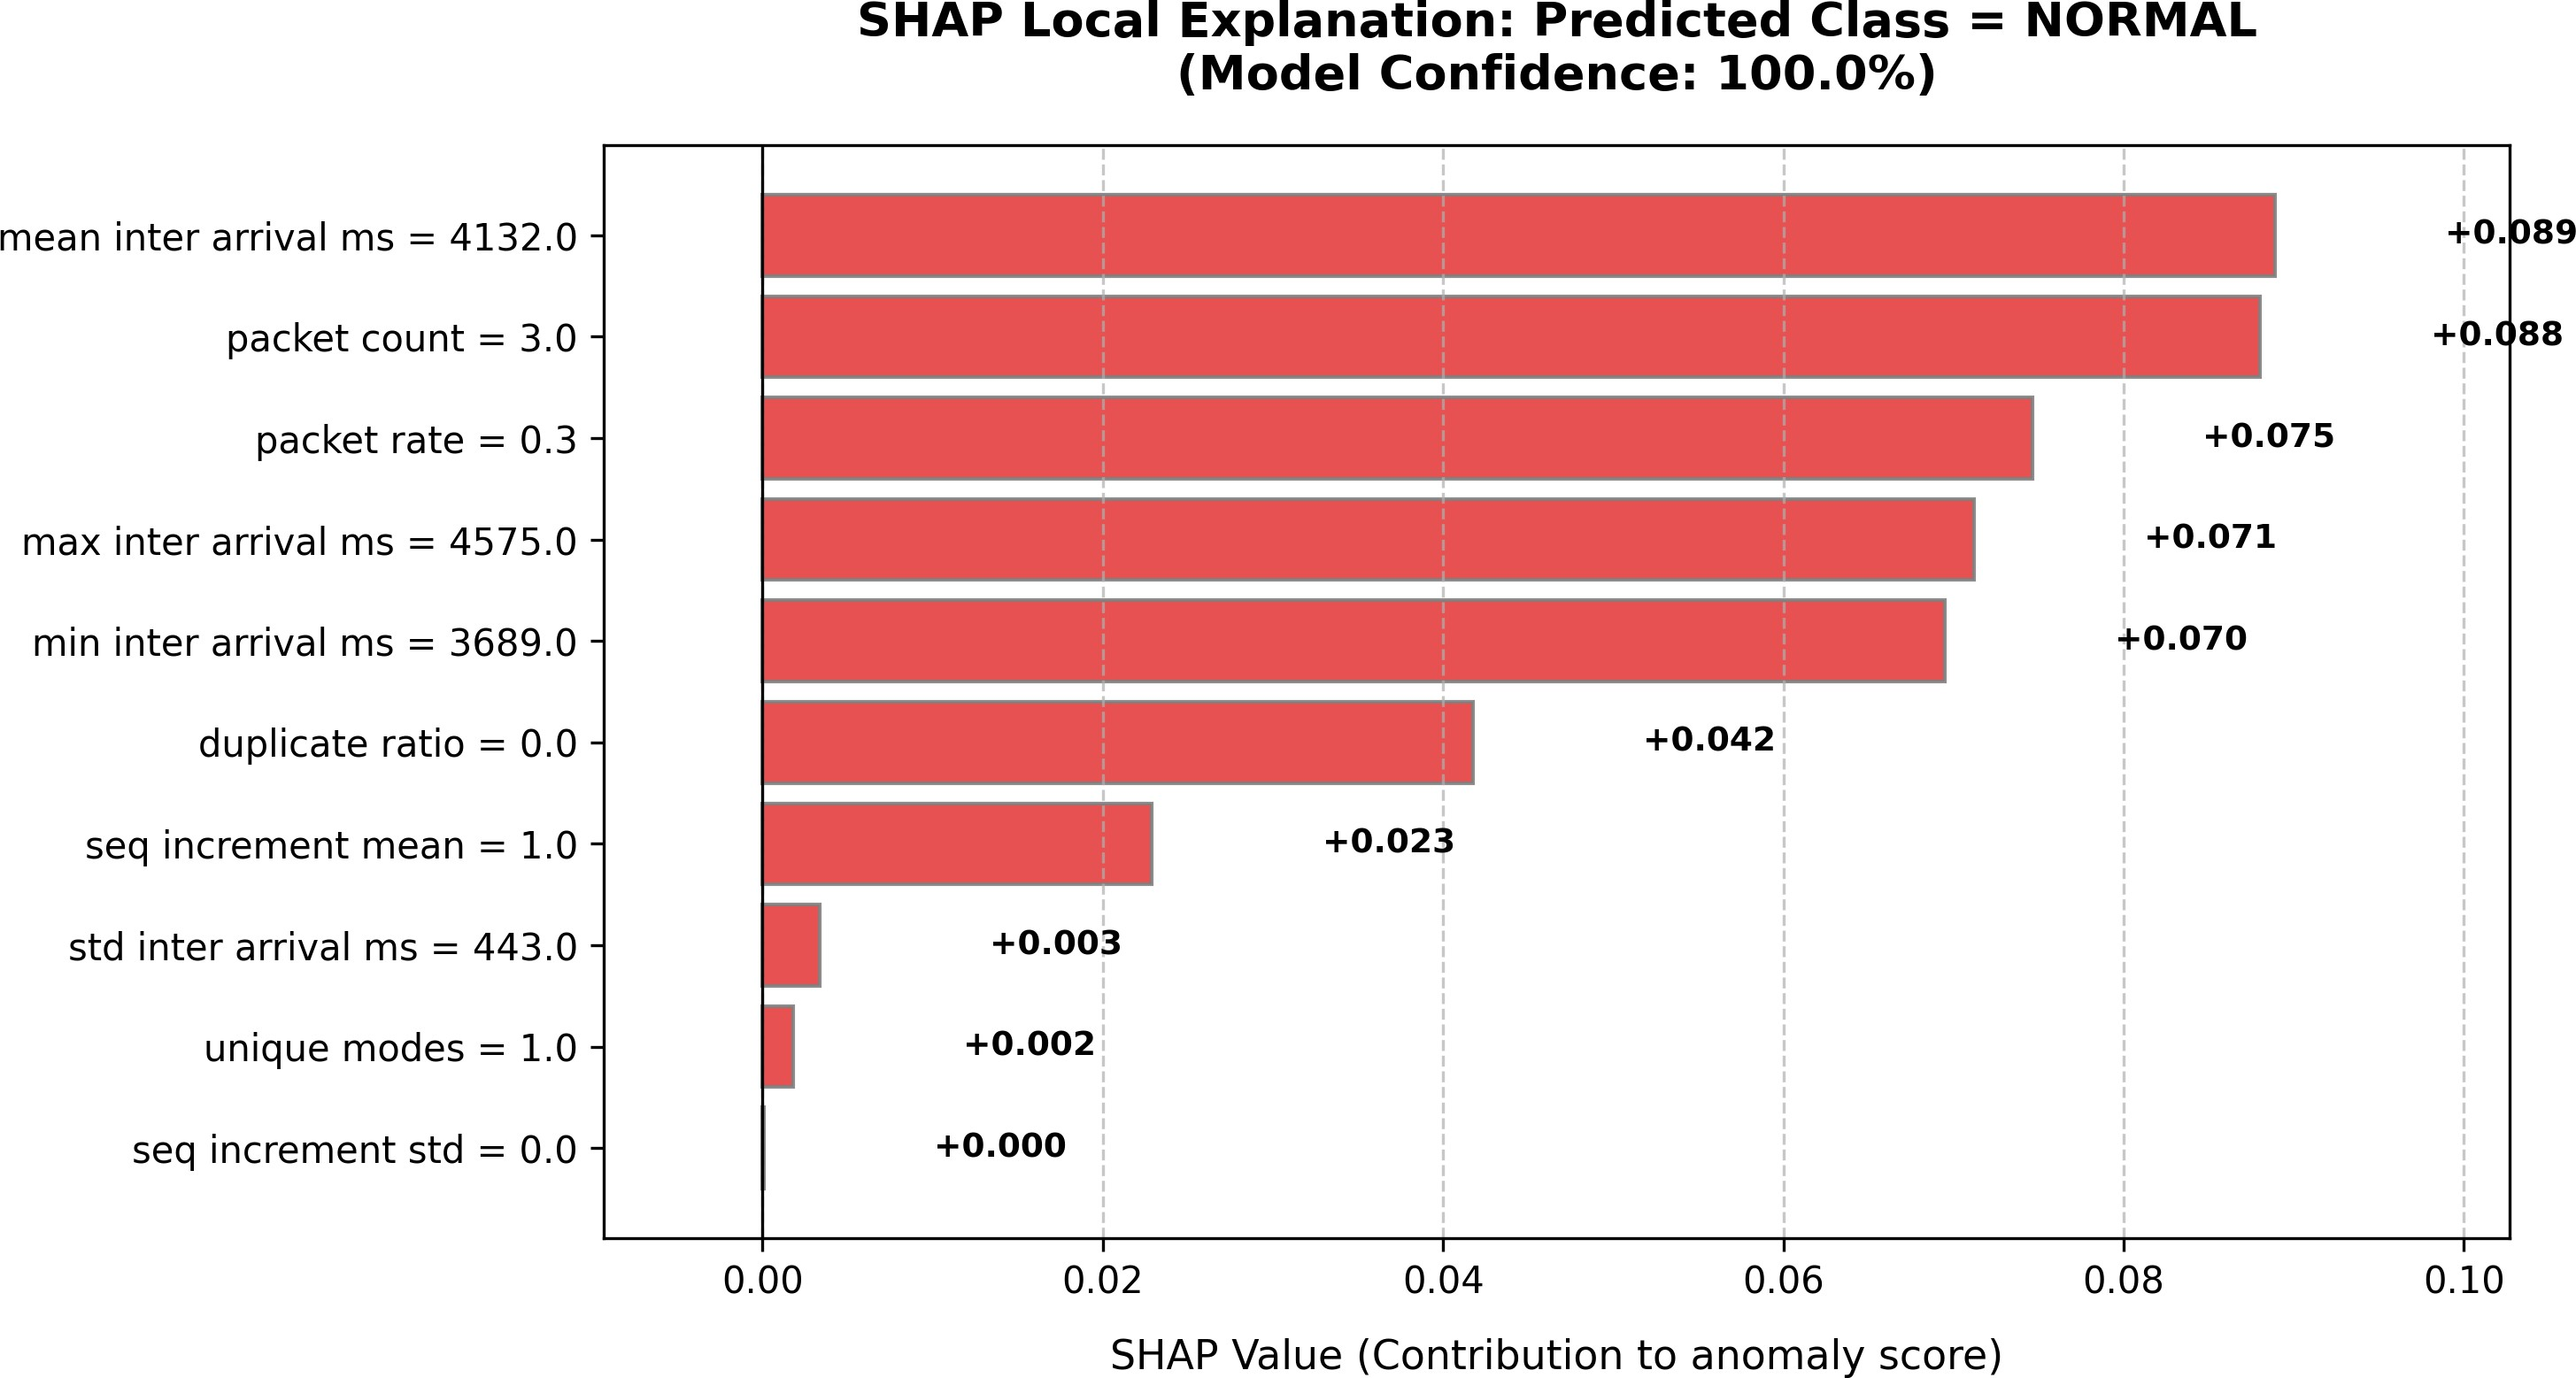 SHAP Local Explanation: Predicted Class = NORMAL
(Model Confidence: 100.0%)
mean inter arrival ms = 4132.0
+0.089
packet count = 3.0
+0.088
packet rate = 0.3
+0.075
max inter arrival ms = 4575.0
+0.071
min inter arrival ms = 3689.0
+0.070
duplicate ratio = 0.0
+0.042
seq increment mean = 1.0
+0.023
std inter arrival ms = 443.0
+0.003
unique modes = 1.0
+0.002
seq increment std = 0.0
+0.000
0.00 0.02 0.04 0.06 0.08 0.10
SHAP Value (Contribution to anomaly score)